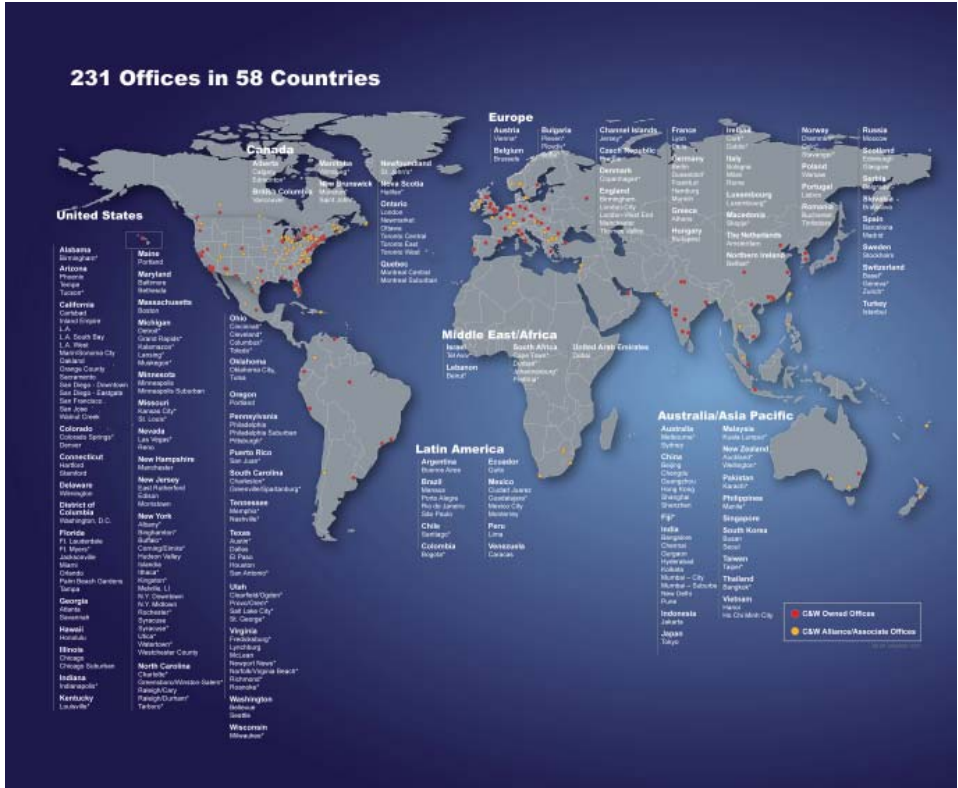 231 Offices in 58 Countries
Canada
Alberta
Calgary
Edmonton*
British Columbia
Vancouver
Manitoba
Winnipeg*
New Brunswick
Moncton*
Saint John*
Newfoundland
St. John's*
Nova Scotia
Halifax*
Ontario
London
Newmarket
Ottawa
Toronto Central
Toronto East
Toronto West
Quebec
Montreal Central
Montreal Suburban
Europe
Austria
Vienna*
Belgium
Brussels
Bulgaria
Pleven*
Plovdiv*
Channel Islands
Jersey*
Czech Republic
Denmark
Copenhagen*
England
Birmingham
London-City
London-West End
Manchester
Thames Valley
France
Lyon
Paris
Germany
Berlin
Dusseldorf
Frankfurt
Hamburg
Munich
Greece
Athens
Hungary
Budapest
Ireland
Cork*
Dublin*
Italy
Bologna
Milan
Rome
Luxembourg
Luxembourg*
Macedonia
Skopje*
The Netherlands
Amsterdam
Northern Ireland
Belfast*
Norway
Stavanger*
Poland
Warsaw
Portugal
Lisbon
Romania
Bucharest
Timisoara
Russia
Moscow
Scotland
Edinburgh
Glasgow
Serbia
Belgrade*
Slovakia
Bratislava
Spain
Barcelona
Madrid
Sweden
Stockholm
Switzerland
Basel*
Geneva*
Zurich*
Turkey
Istanbul
United States
Alabama
Birmingham*
Arizona
Phoenix
Tempe
Tucson*
California
Carlsbad
Inland Empire
L.A.
L.A. South Bay
L.A. West
Marin/Sonoma Cty
Oakland
Orange County
Sacramento
San Diego - Downtown
San Diego - Eastgate
San Francisco
San Jose
Walnut Creek
Colorado
Colorado Springs*
Denver
Connecticut
Hartford
Stamford
Delaware
Wilmington
District of
Columbia
Washington, D.C.
Florida
Ft. Lauderdale
Ft. Myers*
Jacksonville
Miami
Orlando
Palm Beach Gardens
Tampa
Georgia
Atlanta
Savannah
Hawaii
Honolulu
Illinois
Chicago
Chicago Suburban
Indiana
Indianapolis*
Kentucky
Louisville*
Maine
Portland
Maryland
Baltimore
Bethesda
Massachusetts
Boston
Michigan
Detroit*
Grand Rapids*
Kalamazoo*
Lansing*
Muskegon*
Minnesota
Minneapolis
Minneapolis Suburban
Missouri
Kansas City*
St. Louis*
Nevada
Las Vegas*
Reno
New Hampshire
Manchester
New Jersey
East Rutherford
Edison
Morristown
New York
Albany*
Binghamton*
Buffalo*
Corning/Elmira*
Hudson Valley
Islandia
Ithaca*
Kingston*
Melville, LI
N.Y. Downtown
N.Y. Midtown
Rochester*
Syracuse
Syracuse*
Utica*
Watertown*
Westchester County
North Carolina
Charlotte*
Greensboro/Winston-Salem*
Raleigh/Cary
Raleigh/Durham*
Tarboro*
Ohio
Cincinnati*
Cleveland*
Columbus*
Toledo*
Oklahoma
Oklahoma City,
Tulsa
Oregon
Portland
Pennsylvania
Philadelphia
Philadelphia Suburban
Pittsburgh*
Puerto Rico
San Juan*
South Carolina
Charleston*
Greenville/Spartanburg*
Tennessee
Memphis*
Nashville*
Texas
Austin*
Dallas
El Paso
Houston
San Antonio*
Utah
Clearfield/Ogden*
Provo/Orem*
Salt Lake City*
St. George*
Virginia
Fredericksburg*
Lynchburg
McLean
Newport News*
Norfolk/Virginia Beach*
Richmond*
Roanoke*
Washington
Bellevue
Seattle
Wisconsin
Milwaukee*
Middle East/Africa
Israel
Tel Aviv*
Lebanon
Beirut*
South Africa
Cape Town*
Durban*
Johannesburg*
Pretoria*
United Arab Emirates
Dubai
Latin America
Argentina
Buenos Aires
Brazil
Manaus
Porto Alegre
Rio de Janeiro
São Paulo
Chile
Santiago*
Colombia
Bogota*
Ecuador
Quito
Mexico
Ciudad Juarez
Guadalajara*
Mexico City
Monterrey
Peru
Lima
Venezuela
Caracas
Australia/Asia Pacific
Australia
Melbourne*
Sydney
China
Beijing
Chengdu
Guangzhou
Hong Kong
Shanghai
Shenzhen
Fiji*
India
Bangalore
Chennai
Gurgaon
Hyderabad
Kolkata
Mumbai – City
Mumbai – Suburbs
New Delhi
Pune
Indonesia
Jakarta
Japan
Tokyo
Malaysia
Kuala Lumpur*
New Zealand
Auckland*
Wellington*
Pakistan
Karachi*
Philippines
Manila*
Singapore
South Korea
Busan
Seoul
Taiwan
Taipei*
Thailand
Bangkok*
Vietnam
Hanoi
Ho Chi Minh City
C&W Owned Offices
C&W Alliance/Associate Offices